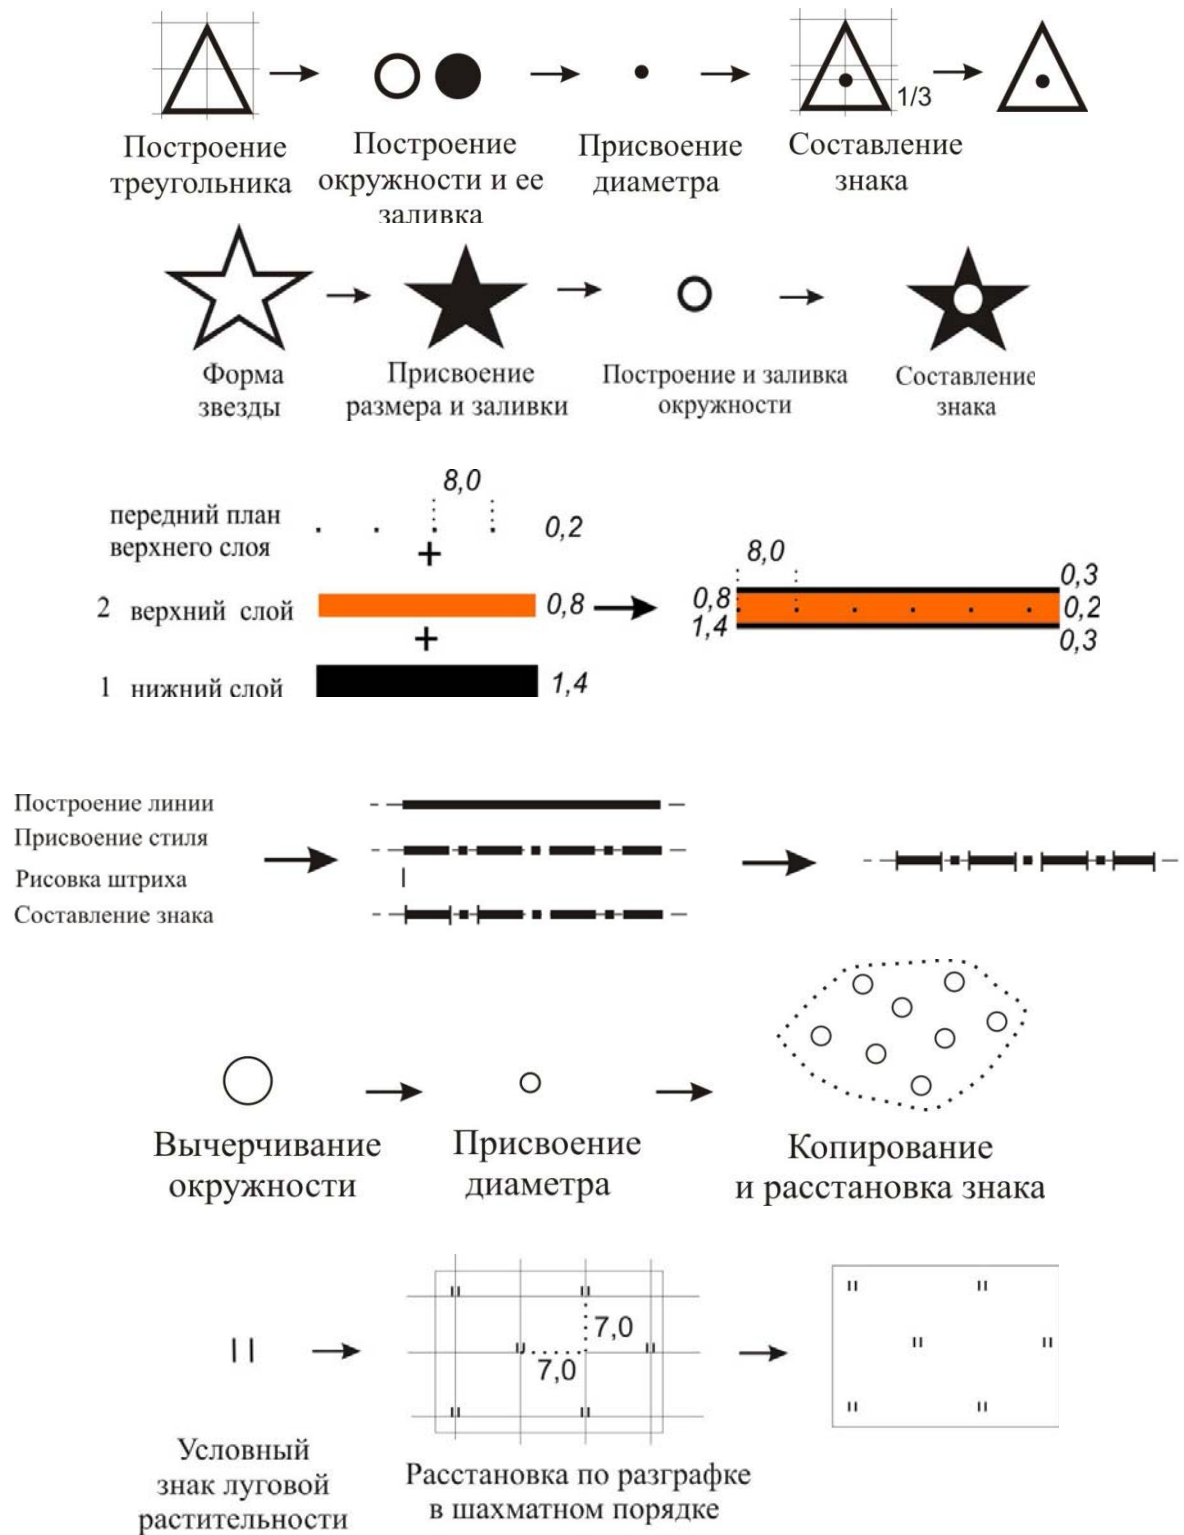 1/3
Построение
треугольника
Построение
окружности и ее
заливка
Присвоение
диаметра
Составление
знака
Форма
звезды
Присвоение
размера и заливки
Построение и заливка
окружности
Составление
знака
8,0
передний план
верхнего слоя
0,2
+
2 верхний слой
0,8
+
1 нижний слой
1,4
8,0
0,3
0,8
0,2
1,4
0,3
Построение линии
Присвоение стиля
Рисовка штриха
Составление знака
Вычерчивание
окружности
Присвоение
диаметра
Копирование
и расстановка знака
7,0
7,0
Условный
знак луговой
растительности
Расстановка по разграфке
в шахматном порядке